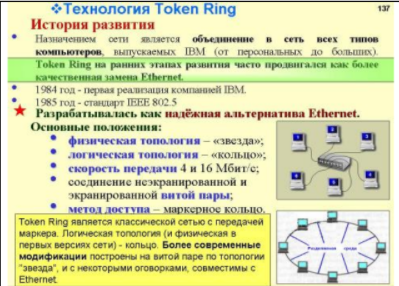 ❖Технология Token Ring
137
История развития
• Назначением сети является объединение в сеть всех типов
компьютеров, выпускаемых IBM (от персональных до больших).
Token Ring на ранних этапах развития часто продвигался как более
качественная замена Ethernet.
• 1984 год - первая реализация компанией IBM.
• 1985 год - стандарт IEEE 802.5
★ Разрабатывалась как надёжная альтернатива Ethernet.
Основные положения:
• физическая топология – «звезда»;
• логическая топология – «кольцо»;
• скорость передачи 4 и 16 Мбит/с;
• соединение неэкранированной и
экранированной витой пары;
• метод доступа – маркерное кольцо.
Token Ring является классической сетью с передачей
маркера. Логическая топология (и физическая в
первых версиях сети) - кольцо. Более современные
модификации построены на витой паре по топологии
"звезда", и с некоторыми оговорками, совместимы с
Ethernet.
Разделяемая среда